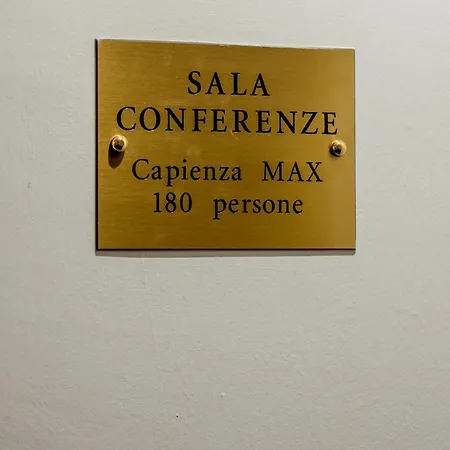 SALA
CONFERENZE
Capienza MAX
180 persone